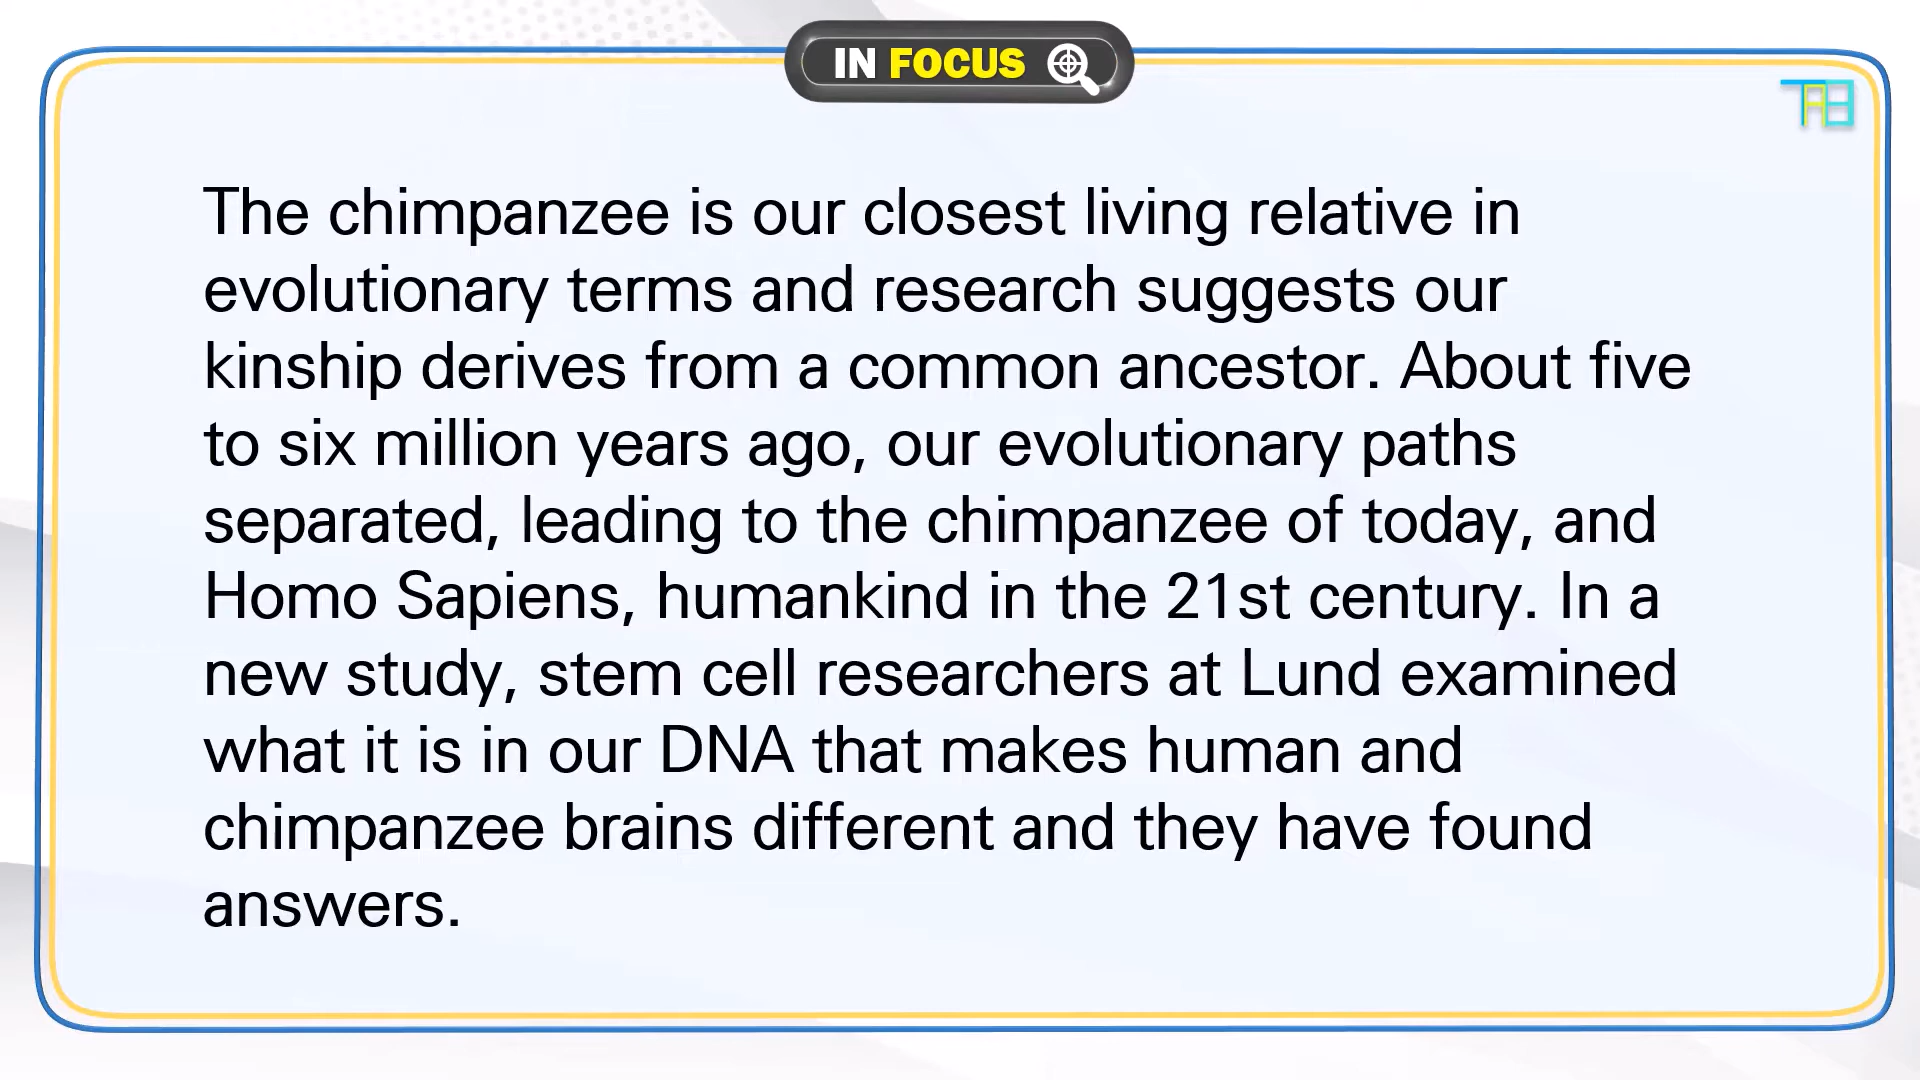 IN FOCUS
TAB
The chimpanzee is our closest living relative in
evolutionary terms and research suggests our
kinship derives from a common ancestor. About five
to six million years ago, our evolutionary paths
separated, leading to the chimpanzee of today, and
Homo Sapiens, humankind in the 21st century. In a
new study, stem cell researchers at Lund examined
what it is in our DNA that makes human and
chimpanzee brains different and they have found
answers.